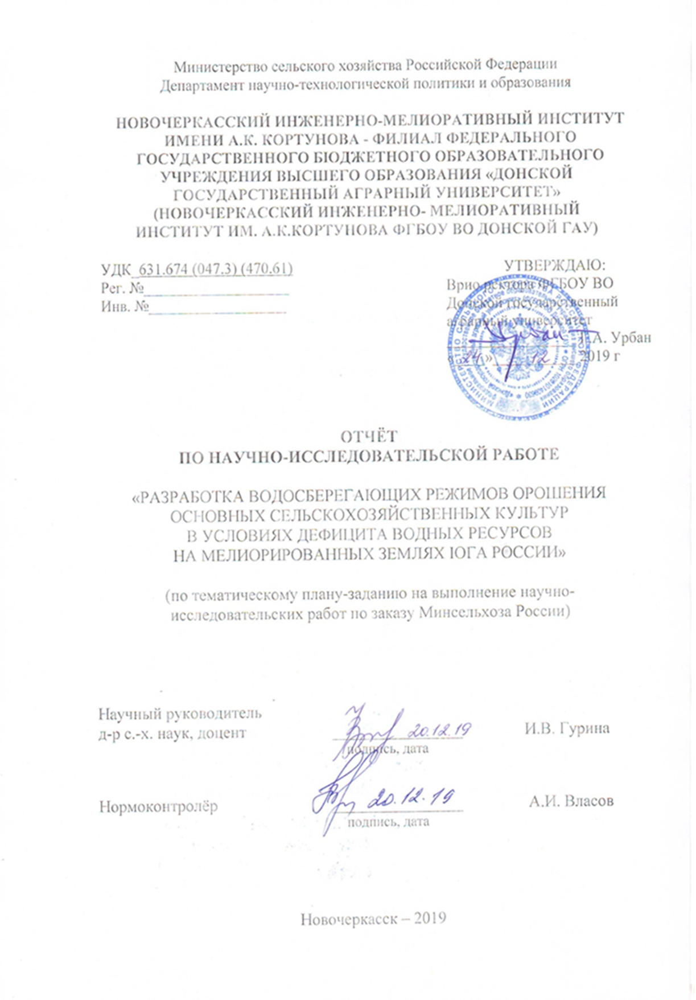 Министерство сельского хозяйства Российской Федерации
Департамент научно-технологической политики и образования
НОВОЧЕРКАССКИЙ ИНЖЕНЕРНО-МЕЛИОРАТИВНЫЙ ИНСТИТУТ
ИМЕНИ А.К. КОРТУНОВА - ФИЛИАЛ ФЕДЕРАЛЬНОГО
ГОСУДАРСТВЕННОГО БЮДЖЕТНОГО ОБРАЗОВАТЕЛЬНОГО
УЧРЕЖДЕНИЯ ВЫСШЕГО ОБРАЗОВАНИЯ «ДОНСКОЙ
ГОСУДАРСТВЕННЫЙ АГРАРНЫЙ УНИВЕРСИТЕТ»
(НОВОЧЕРКАССКИЙ ИНЖЕНЕРНО- МЕЛИОРАТИВНЫЙ
ИНСТИТУТ ИМ. А.К.КОРТУНОВА ФГБОУ ВО ДОНСКОЙ ГАУ)
УДК 631.674 (047.3) (470.61)
Рег. №
Инв. №
УТВЕРЖДАЮ:
Врио ректора ФГБОУ ВО
Донской государственный
аграрный университет
.А. Урбан
«24» 12 2019 г
ОТЧЁТ
ПО НАУЧНО-ИССЛЕДОВАТЕЛЬСКОЙ РАБОТЕ
«РАЗРАБОТКА ВОДОСБЕРЕГАЮЩИХ РЕЖИМОВ ОРОШЕНИЯ
ОСНОВНЫХ СЕЛЬСКОХОЗЯЙСТВЕННЫХ КУЛЬТУР
В УСЛОВИЯХ ДЕФИЦИТА ВОДНЫХ РЕСУРСОВ
НА МЕЛИОРИРОВАННЫХ ЗЕМЛЯХ ЮГА РОССИИ»
(по тематическому плану-заданию на выполнение научно-
исследовательских работ по заказу Минсельхоза России)
Научный руководитель
д-р с.-х. наук, доцент
20.12.19
И.В. Гурина
подпись, дата
Нормоконтролёр
20.12.19
А.И. Власов
подпись, дата
Новочеркасск – 2019